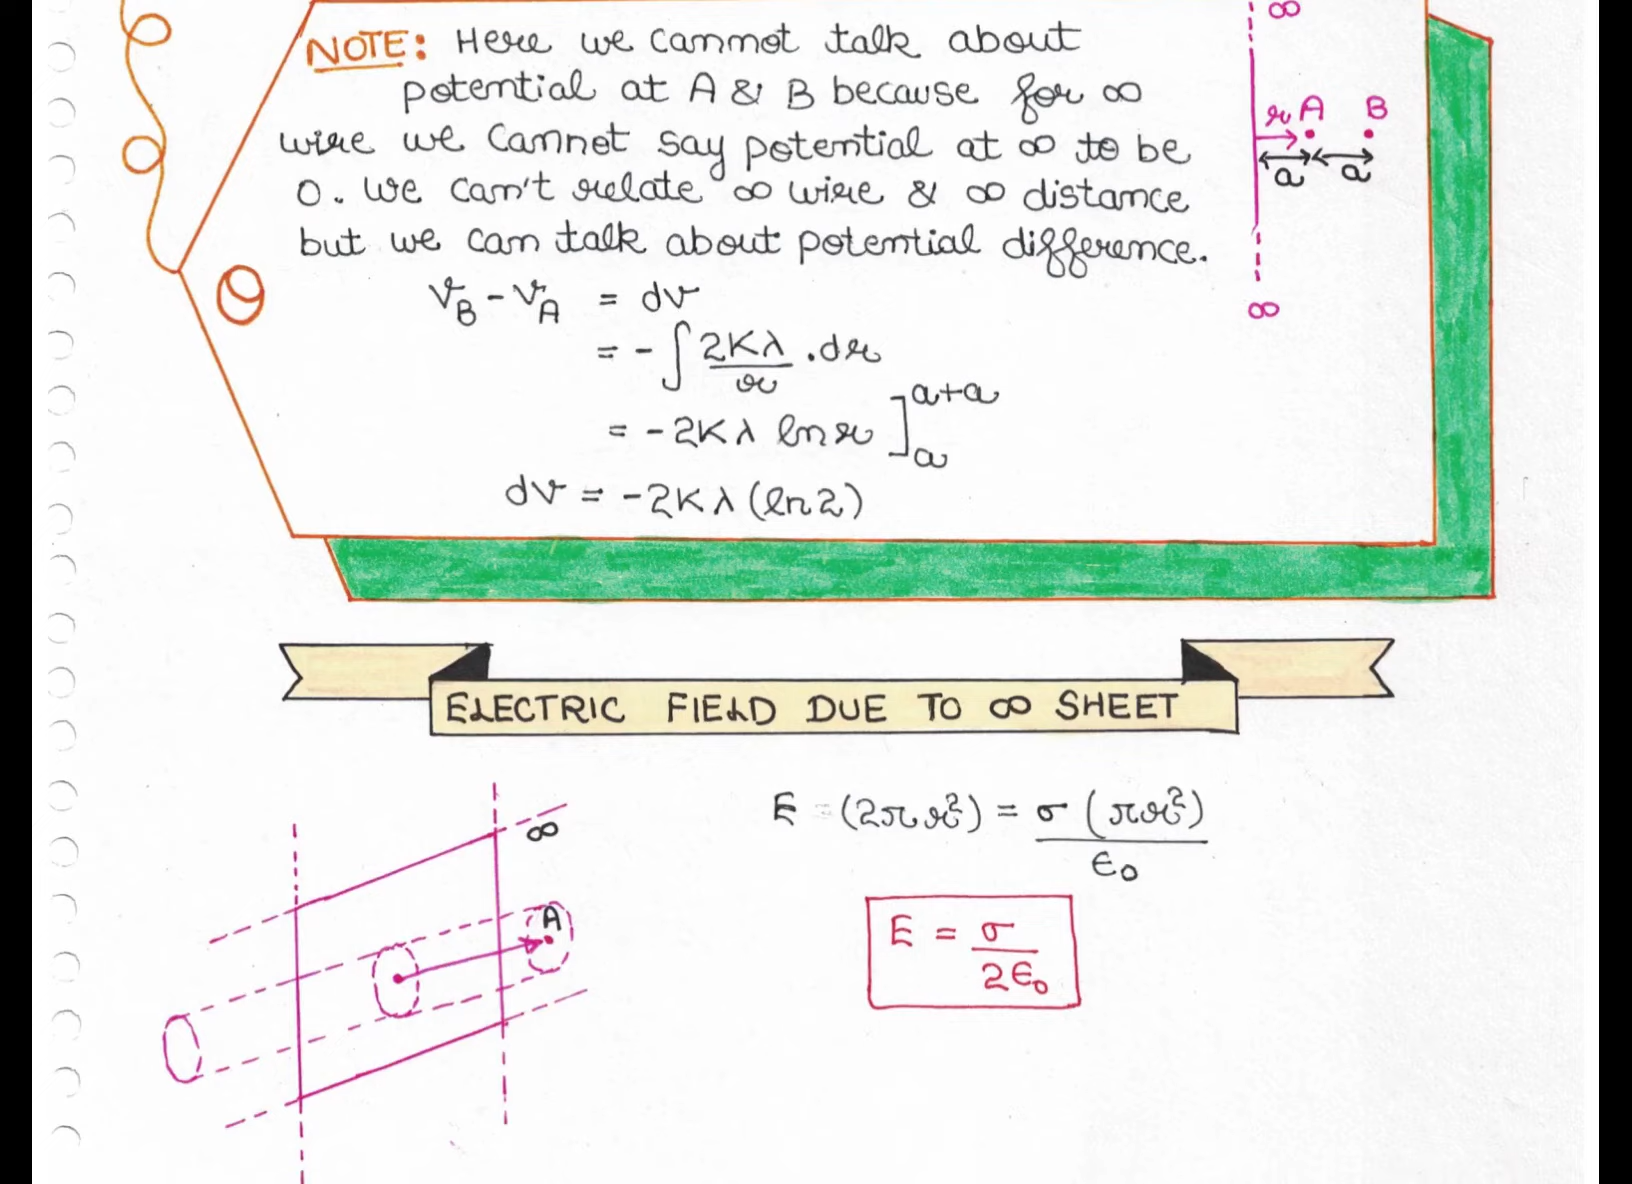 NOTE: Here we cannot talk about
potential at A & B because for ∞
wire we cannot say potential at ∞ to be
0. We can't relate ∞ wire & ∞ distance
but we can talk about potential difference.
V_B - V_A = dv
= - ∫ 2Kλ/r . dr
= - 2Kλ ln r ]_a^{a+a}
dv = -2Kλ (ln 2)
∞
r A B
a a
∞
ELECTRIC FIELD DUE TO ∞ SHEET
E = (2πr²) = σ (πr²)/ε₀
E = σ/2ε₀
∞
A